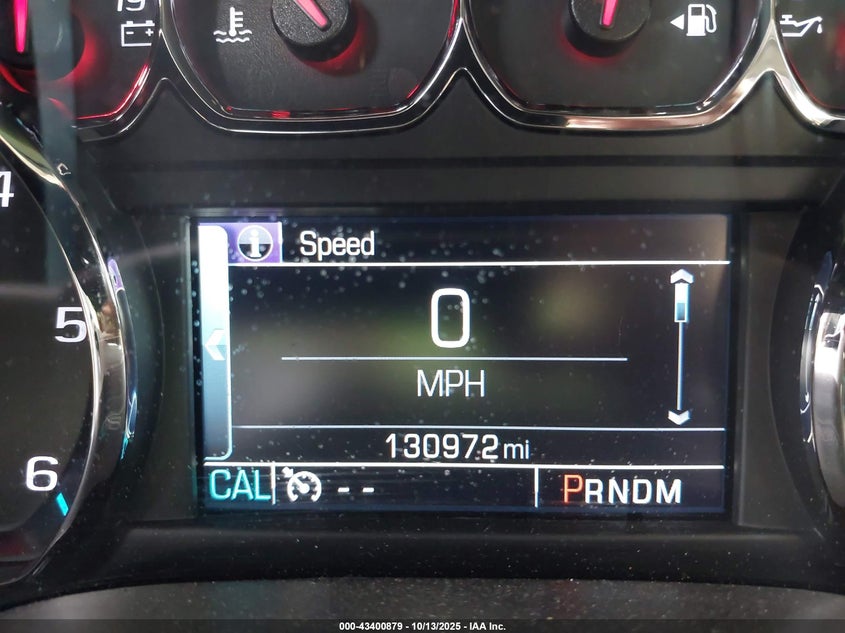 19
4
5
6
Speed
0
MPH
130972 mi
CAL - -
PRNDM
000-43400879 - 10/13/2025 - IAA Inc.